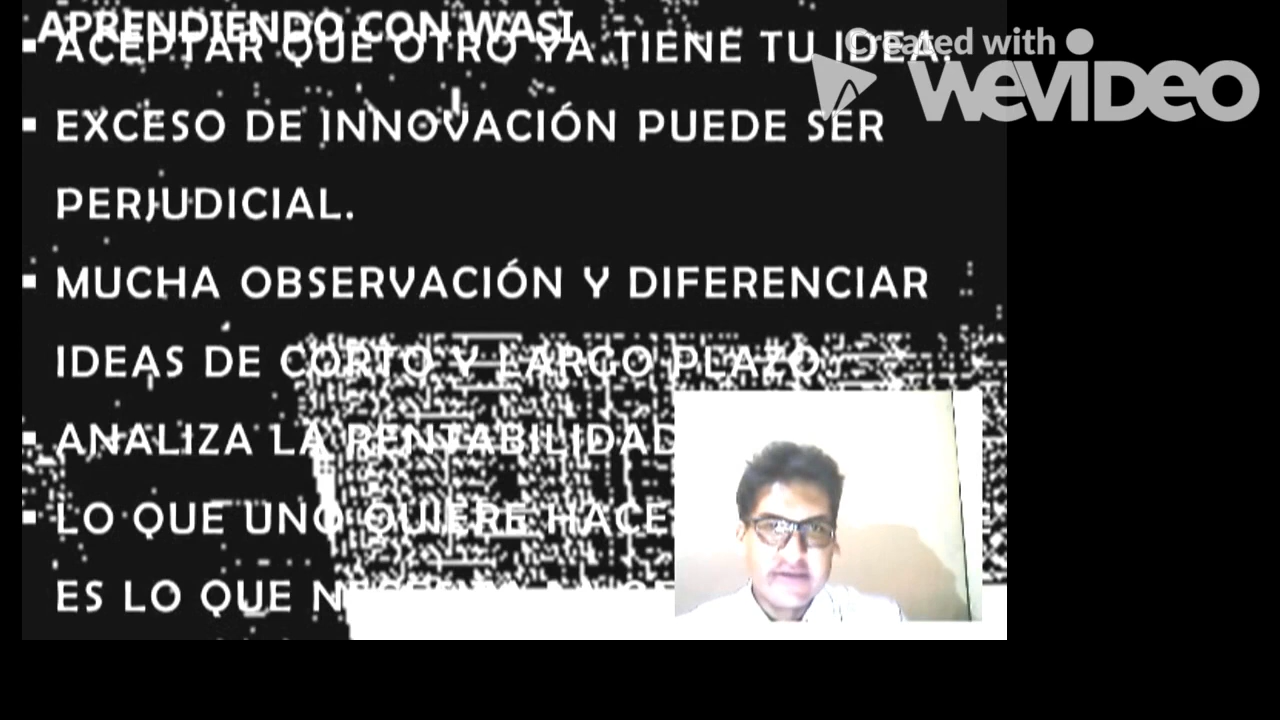 APRENDIENDO CON WASI
ACEPTAR QUE OTRO YA TIENE TU IDEA.
Created with
WEVIDEO
EXCESO DE INNOVACIÓN PUEDE SER
PERJUDICIAL.
MUCHA OBSERVACIÓN Y DIFERENCIAR
IDEAS DE CORTO Y LARGO PLAZO.
ANALIZA LA RENTABILIDAD
LO QUE UNO QUIERE HACE
ES LO QUE